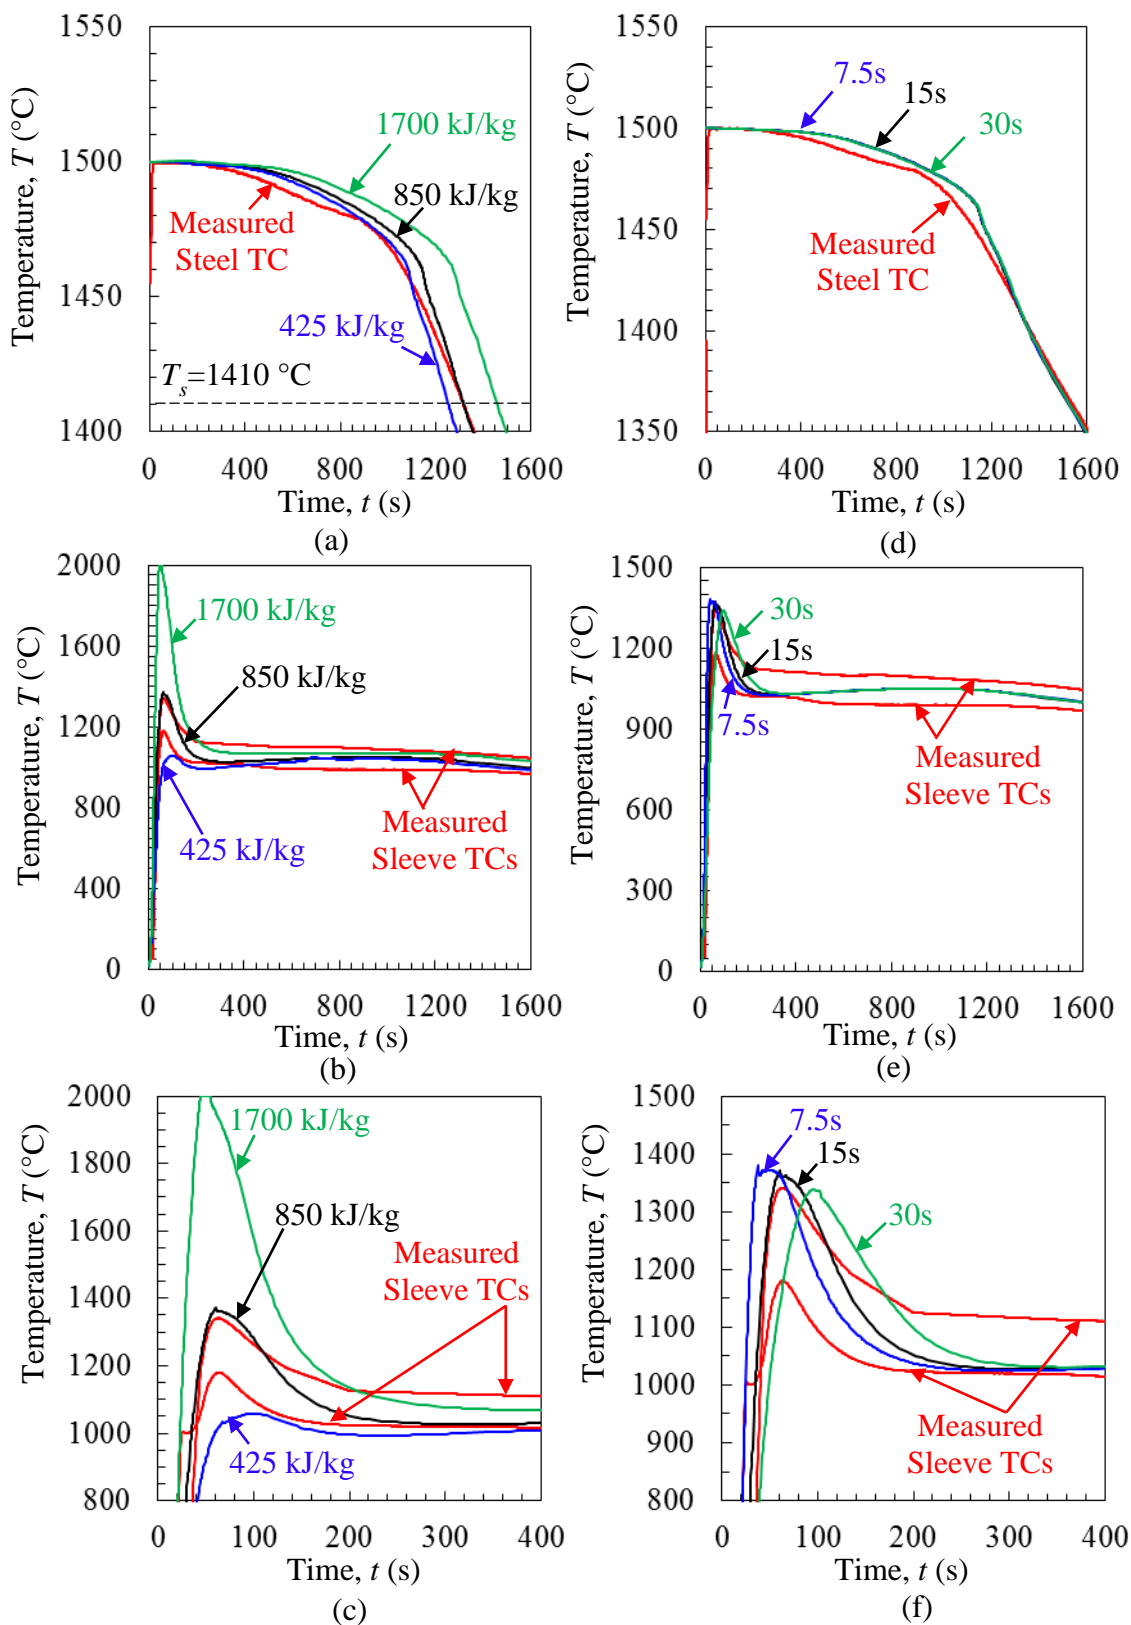 1550
1500
1450
1400
Temperature, T (°C)
1700 kJ/kg
850 kJ/kg
Measured
Steel TC
425 kJ/kg
Ts=1410 °C
0 400 800 1200 1600
Time, t (s)
(a)
1550
1500
1450
1400
1350
Temperature, T (°C)
7.5s
15s
30s
Measured
Steel TC
0 400 800 1200 1600
Time, t (s)
(d)
2000
1600
1200
800
400
0
Temperature, T (°C)
1700 kJ/kg
850 kJ/kg
425 kJ/kg
Measured
Sleeve TCs
0 400 800 1200 1600
Time, t (s)
(b)
1500
1200
900
600
300
0
Temperature, T (°C)
30s
15s
7.5s
Measured
Sleeve TCs
0 400 800 1200 1600
Time, t (s)
(e)
2000
1800
1600
1400
1200
1000
800
Temperature, T (°C)
1700 kJ/kg
850 kJ/kg
Measured
Sleeve TCs
425 kJ/kg
0 100 200 300 400
Time, t (s)
(c)
1500
1400
1300
1200
1100
1000
900
800
Temperature, T (°C)
7.5s
15s
30s
Measured
Sleeve TCs
0 100 200 300 400
Time, t (s)
(f)